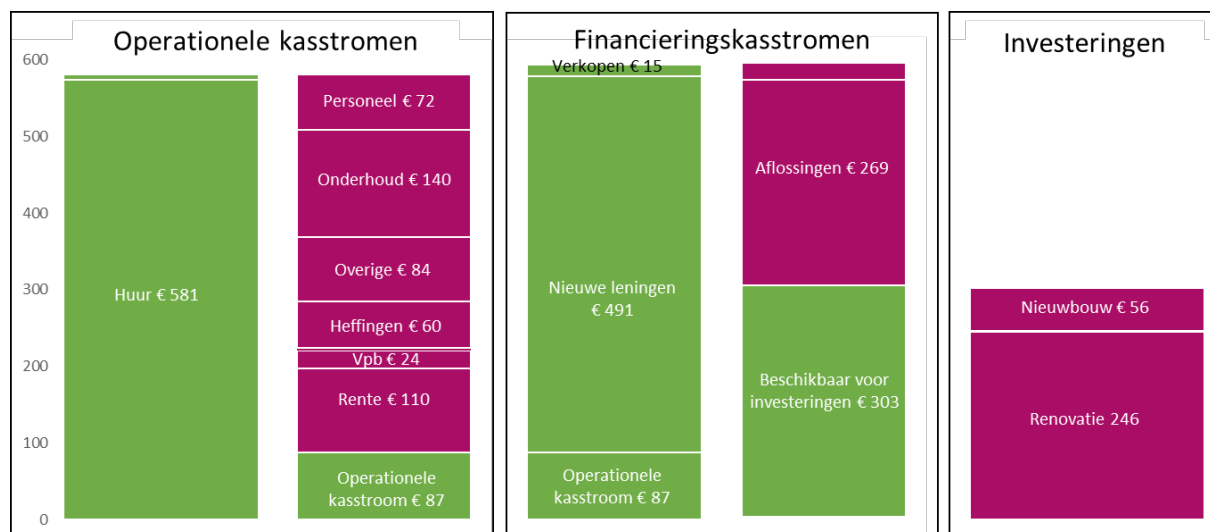 Operationele kasstromen
600
500
400
300
200
100
0
Huur € 581
Personeel € 72
Onderhoud € 140
Overige € 84
Heffingen € 60
Vpb € 24
Rente € 110
Operationele
kasstroom € 87
Financieringskasstromen
Verkopen € 15
Nieuwe leningen
€ 491
Operationele
kasstroom € 87
Aflossingen € 269
Beschikbaar voor
investeringen € 303
Investeringen
Nieuwbouw € 56
Renovatie 246